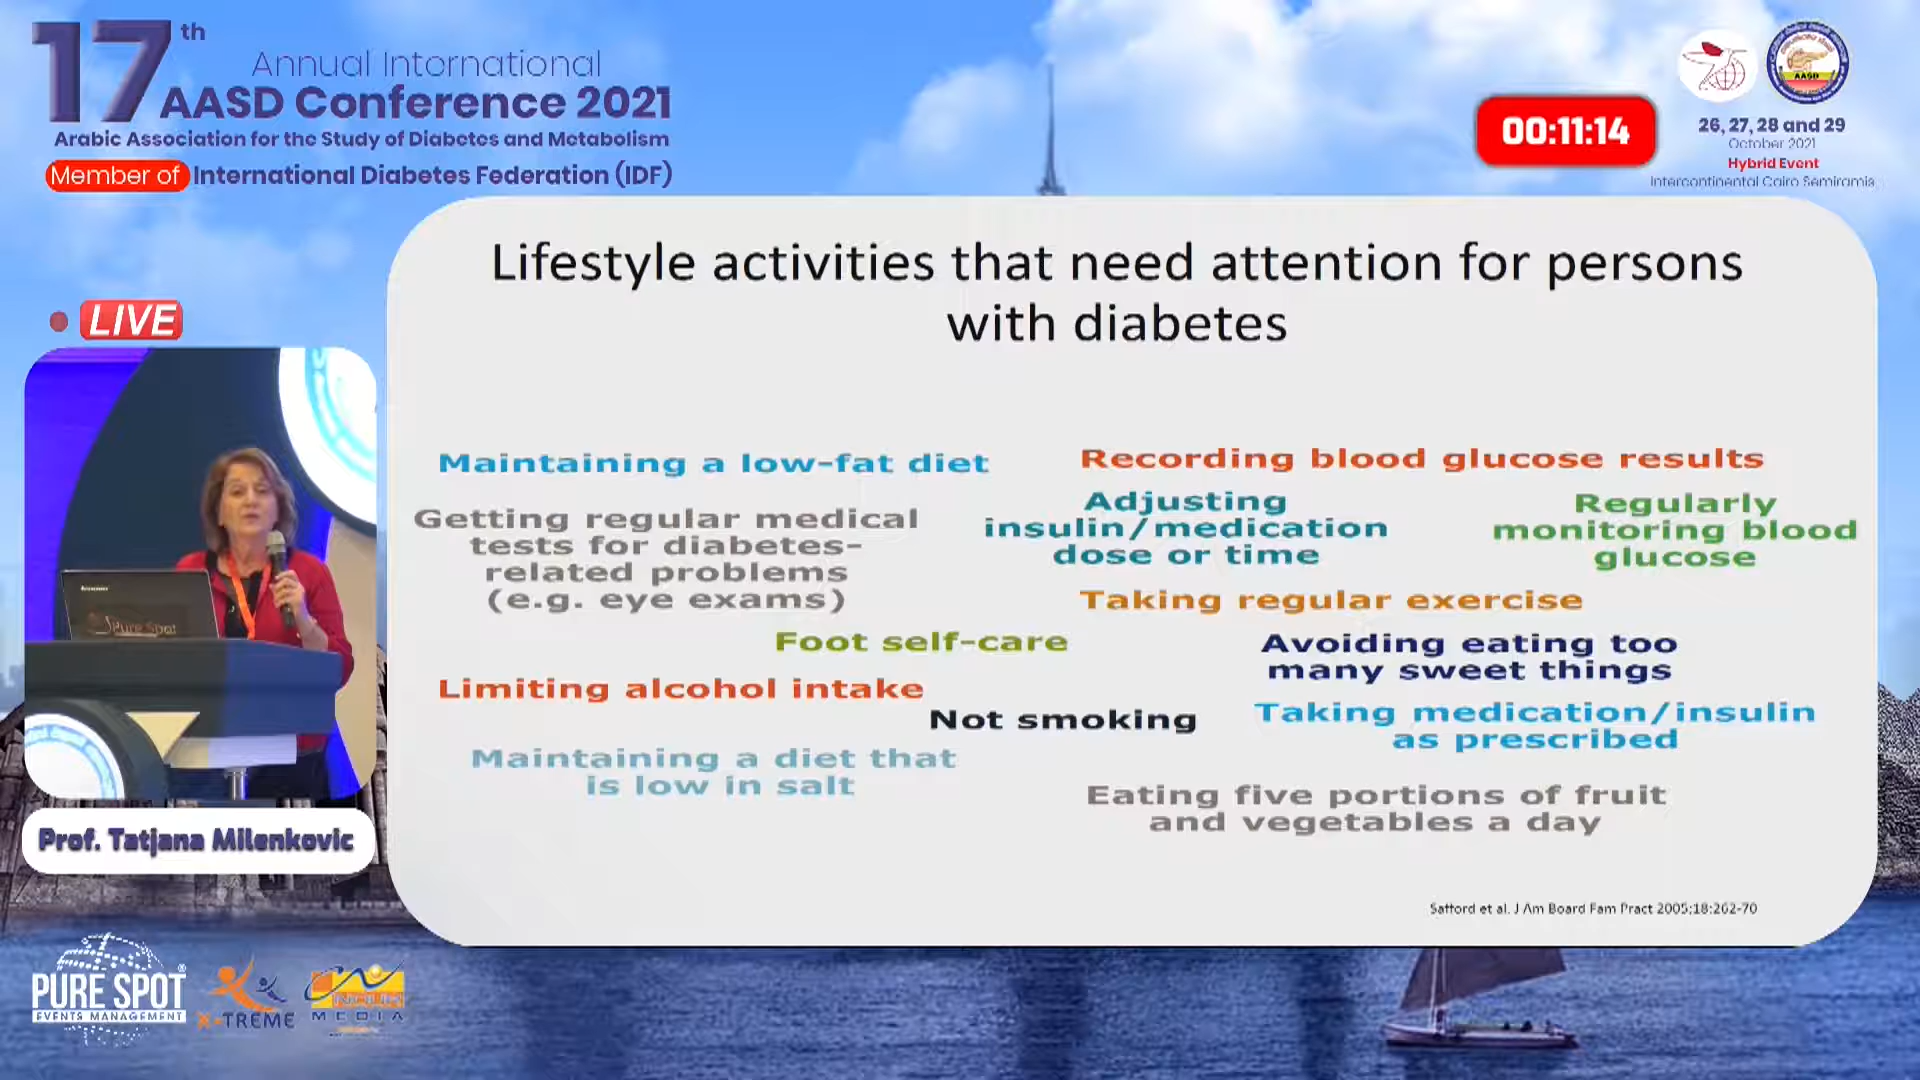 17th
Annual International
AASD Conference 2021
Arabic Association for the Study of Diabetes and Metabolism
Member of International Diabetes Federation (IDF)
00:11:14
AASD
26, 27, 28 and 29
October 2021
Hybrid Event
Intercontinental Cairo Semiramis
LIVE
Lifestyle activities that need attention for persons
with diabetes
Maintaining a low-fat diet
Recording blood glucose results
Getting regular medical
tests for diabetes-
related problems
(e.g. eye exams)
Adjusting
insulin/medication
dose or time
Regularly
monitoring blood
glucose
Taking regular exercise
Foot self-care
Avoiding eating too
many sweet things
Limiting alcohol intake
Not smoking
Taking medication/insulin
as prescribed
Maintaining a diet that
is low in salt
Eating five portions of fruit
and vegetables a day
Safford et al. J Am Board Fam Pract 2005;18:262-70
Pure Spot
Prof. Tatjana Milenkovic
PURE SPOT®
EVENTS MANAGEMENT
X-TREME
MEDIA